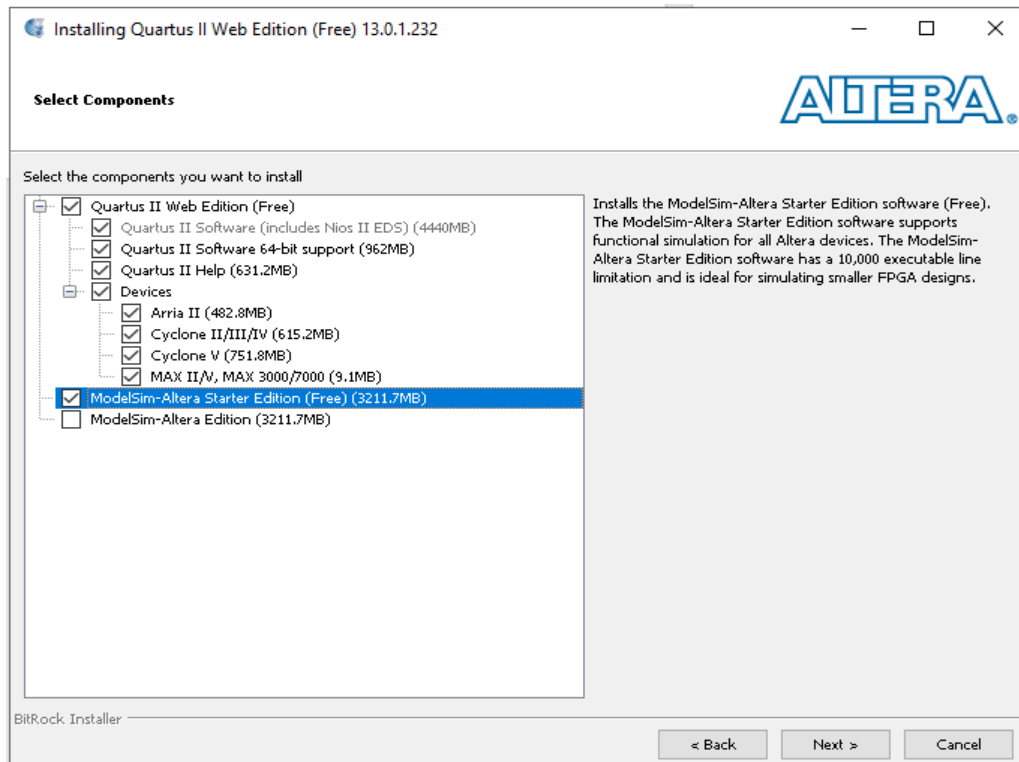 Installing Quartus II Web Edition (Free) 13.0.1.232
Select Components
ALTERA®
Select the components you want to install
Quartus II Web Edition (Free)
Quartus II Software (includes Nios II EDS) (4440MB)
Quartus II Software 64-bit support (962MB)
Quartus II Help (631.2MB)
Devices
Arria II (482.8MB)
Cyclone II/III/IV (615.2MB)
Cyclone V (751.8MB)
MAX II/V, MAX 3000/7000 (9.1MB)
ModelSim-Altera Starter Edition (Free) (3211.7MB)
ModelSim-Altera Edition (3211.7MB)
Installs the ModelSim-Altera Starter Edition software (Free).
The ModelSim-Altera Starter Edition software supports
functional simulation for all Altera devices. The ModelSim-
Altera Starter Edition software has a 10,000 executable line
limitation and is ideal for simulating smaller FPGA designs.
BitRock Installer
< Back
Next >
Cancel